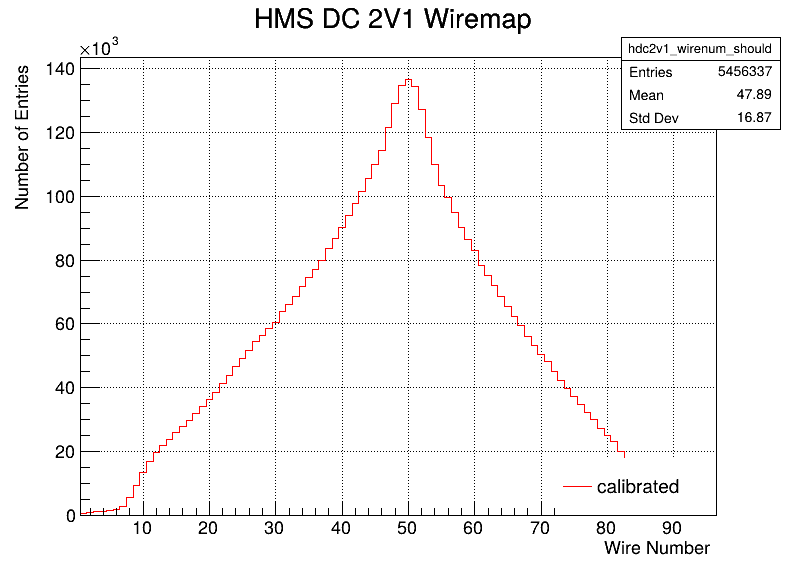 HMS DC 2V1 Wiremap
×10³
hdc2v1_wirenum_should
Entries 5456337
Mean 47.89
Std Dev 16.87
Number of Entries
140
120
100
80
60
40
20
0
calibrated
10 20 30 40 50 60 70 80 90
Wire Number